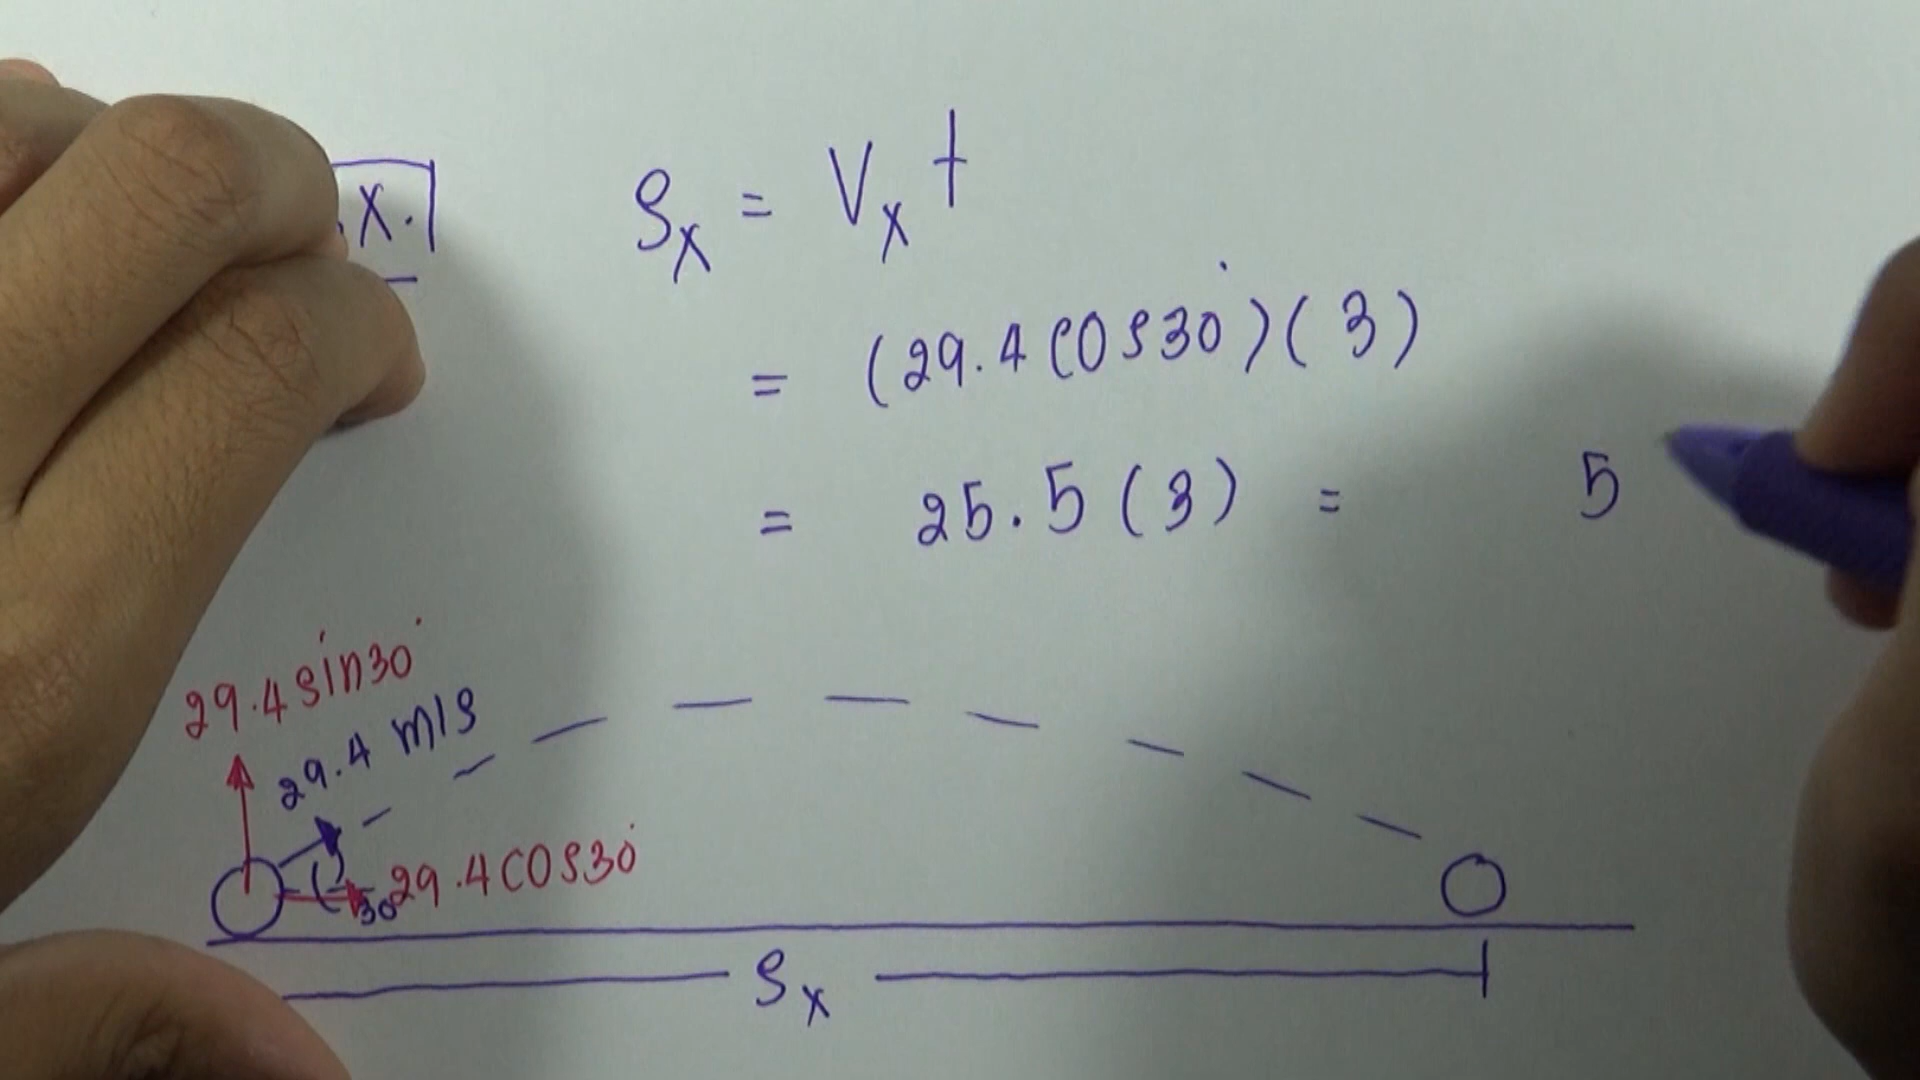 .X.
Sx = Vx t
= (29.4 cos30°)(3)
= 25.5 (3) = 5
29.4 sin30°
29.4 m/s
30 29.4 cos30°
Sx